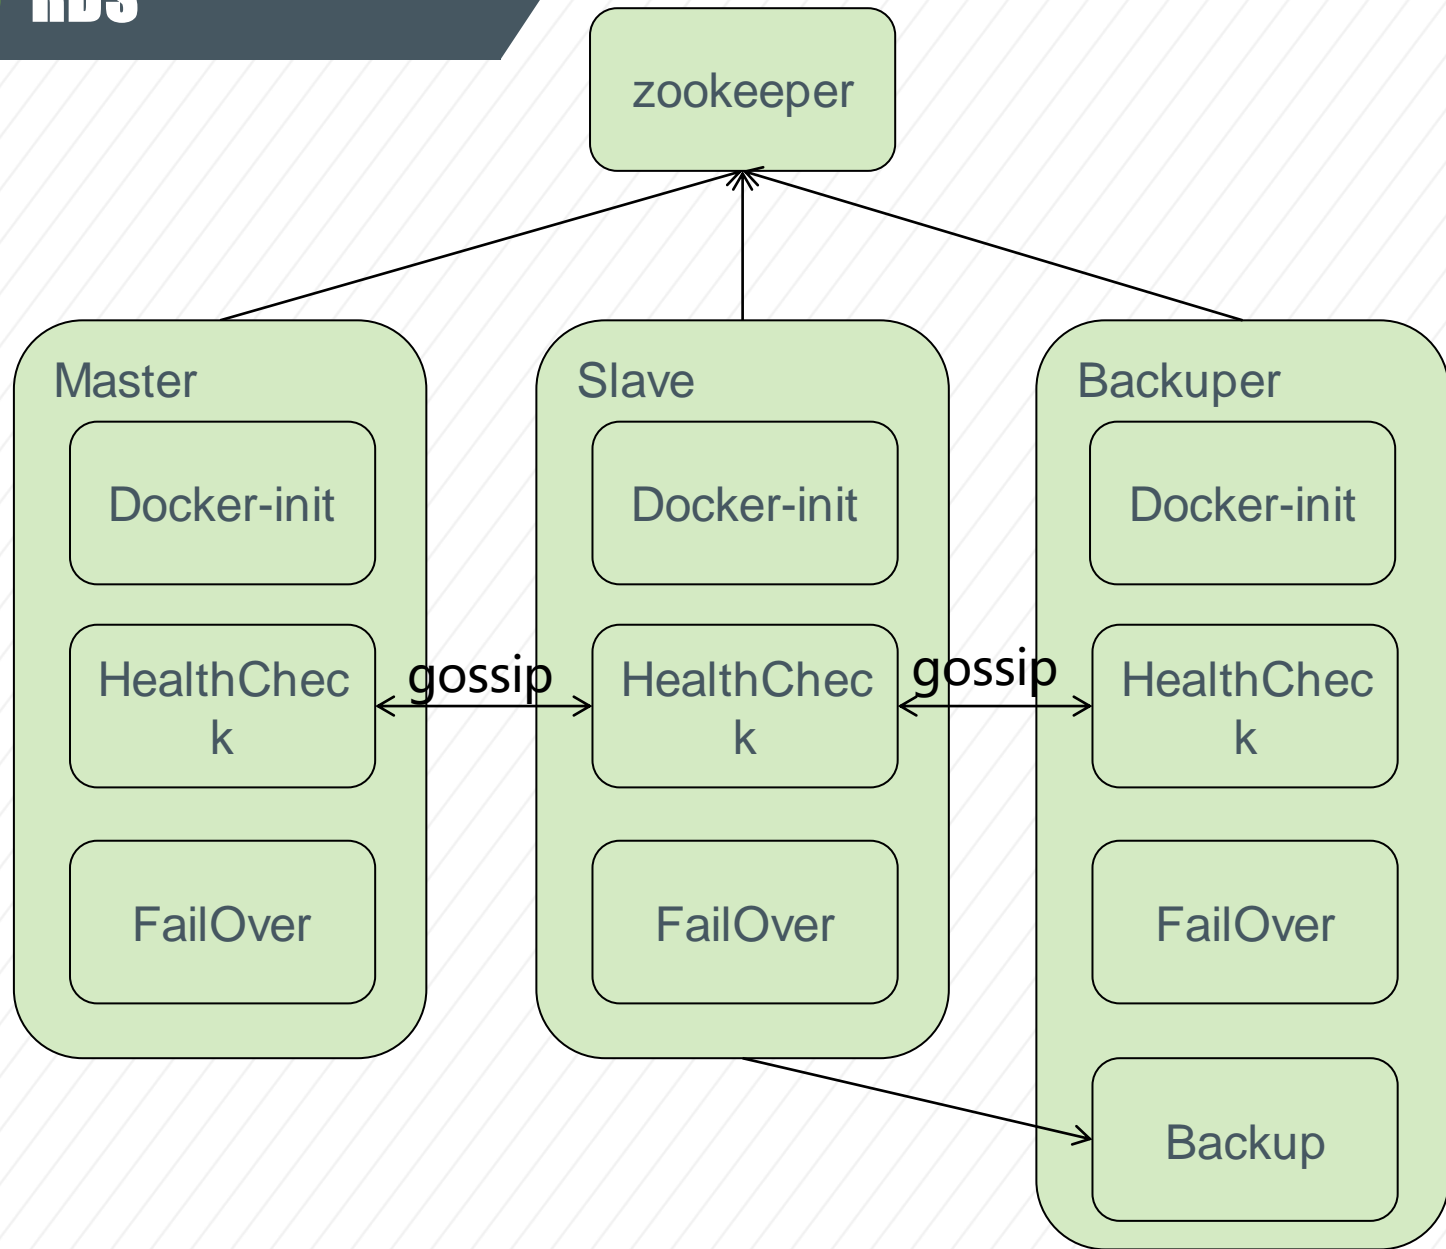 RDS
zookeeper
Master
Docker-init
HealthChec
k
FailOver
gossip
Slave
Docker-init
HealthChec
k
FailOver
gossip
Backuper
Docker-init
HealthChec
k
FailOver
Backup